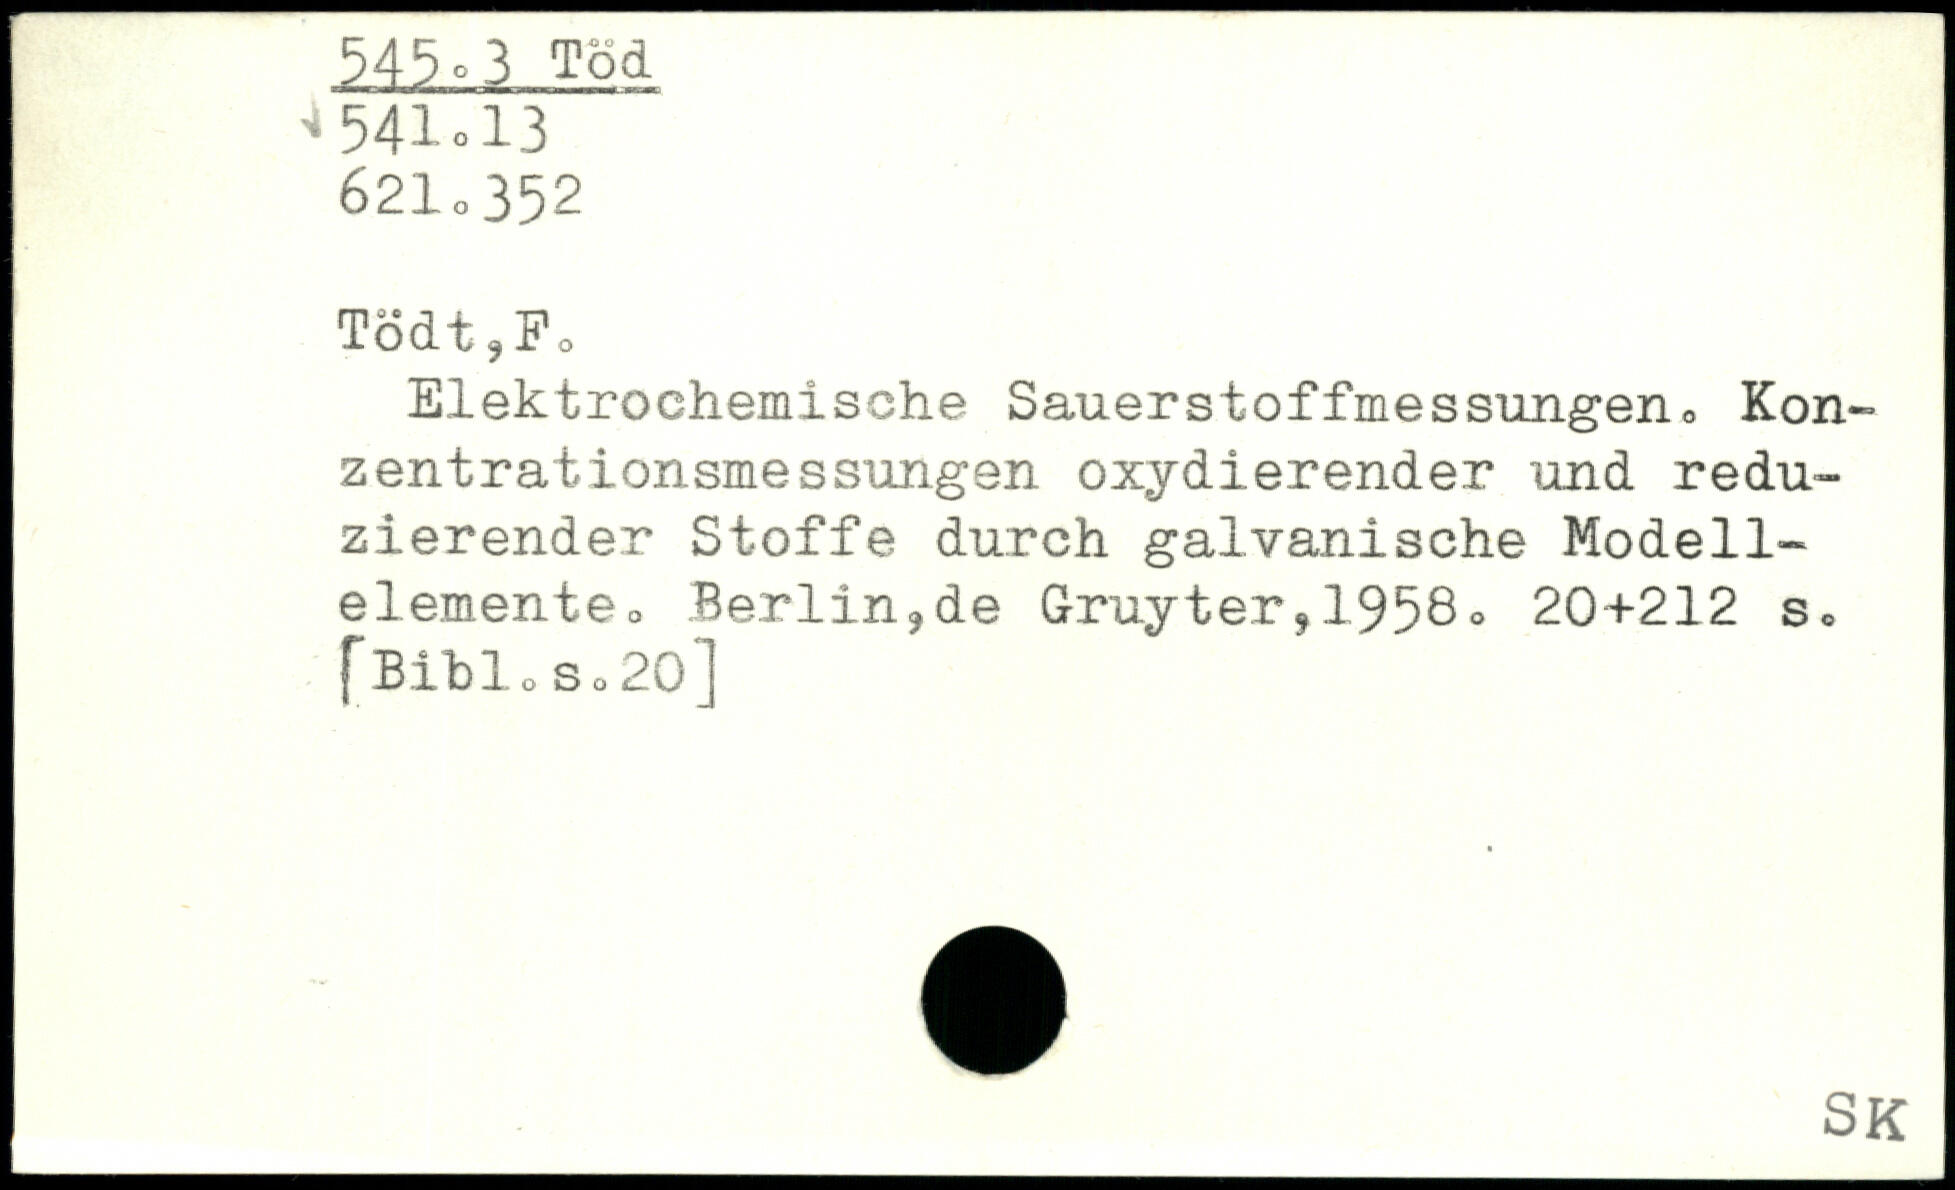 545.3 Töd
541.13
621.352
Tödt,F.
Elektrochemische Sauerstoffmessungen. Kon-
zentrationsmessungen oxydierender und redu-
zierender Stoffe durch galvanische Modell-
elemente. Berlin,de Gruyter,1958. 20+212 s.
[Bibl.s.20]
SK